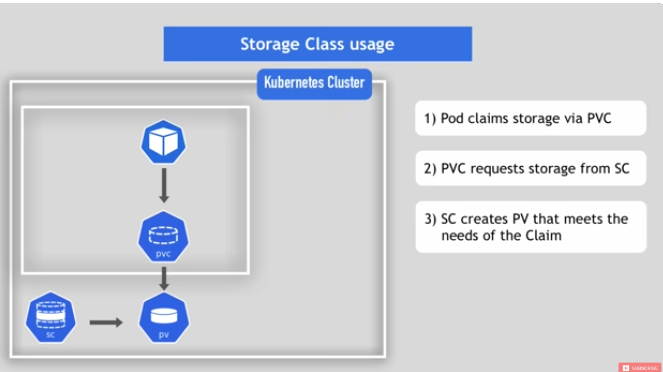 Storage Class usage
Kubernetes Cluster
1) Pod claims storage via PVC
2) PVC requests storage from SC
3) SC creates PV that meets the
needs of the Claim
pvc
sc
pv
SUBSCRIBE